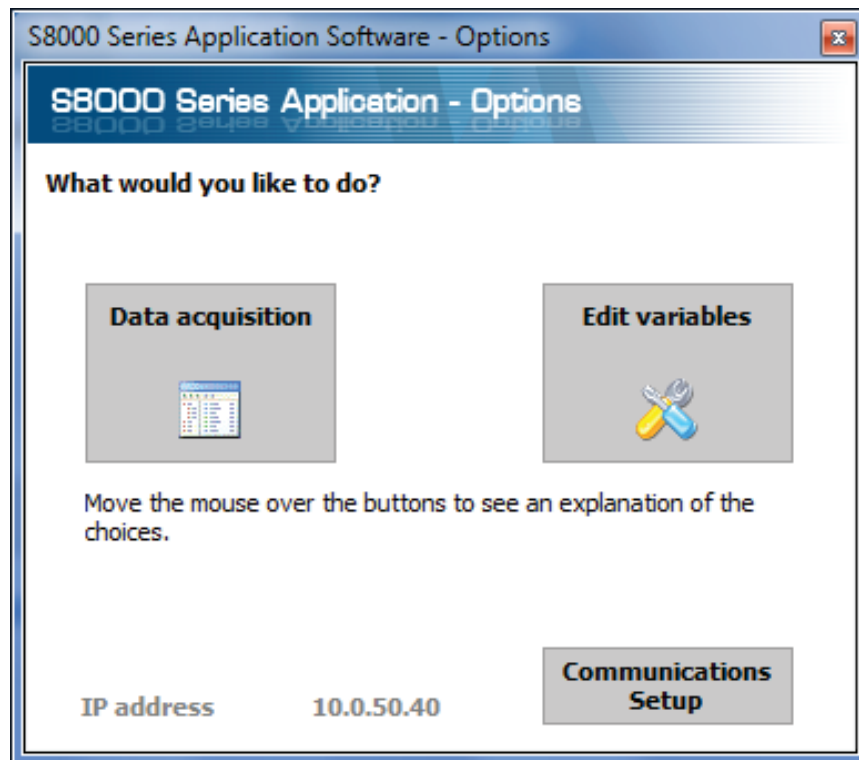 S8000 Series Application Software - Options
S8000 Series Application - Options
What would you like to do?
Data acquisition
Edit variables
Move the mouse over the buttons to see an explanation of the
choices.
Communications
Setup
IP address 10.0.50.40